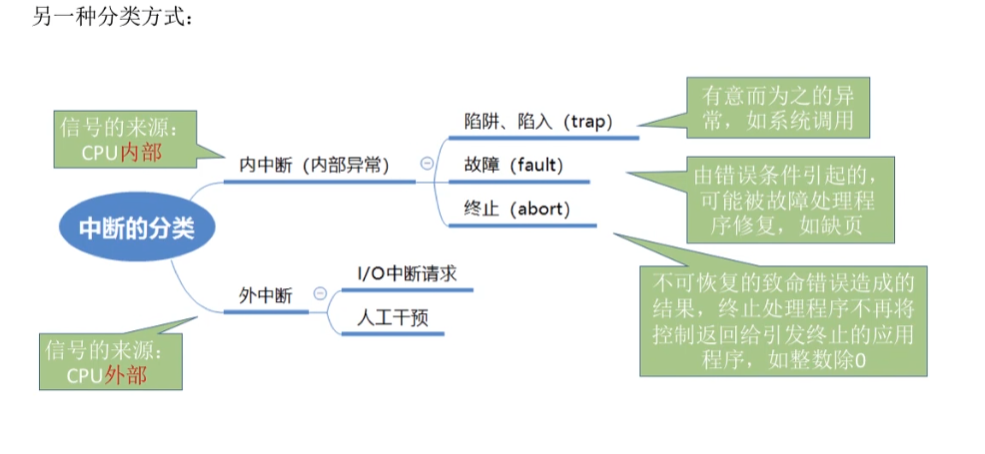 另一种分类方式：
信号的来源：
CPU内部
内中断（内部异常）
陷阱、陷入（trap）
有意而为之的异
常，如系统调用
故障（fault）
由错误条件引起的，
可能被故障处理程
序修复，如缺页
终止（abort）
不可恢复的致命错误造成的
结果，终止处理程序不再将
控制返回给引发终止的应用
程序，如整数除0
中断的分类
外中断
I/O中断请求
人工干预
信号的来源：
CPU外部